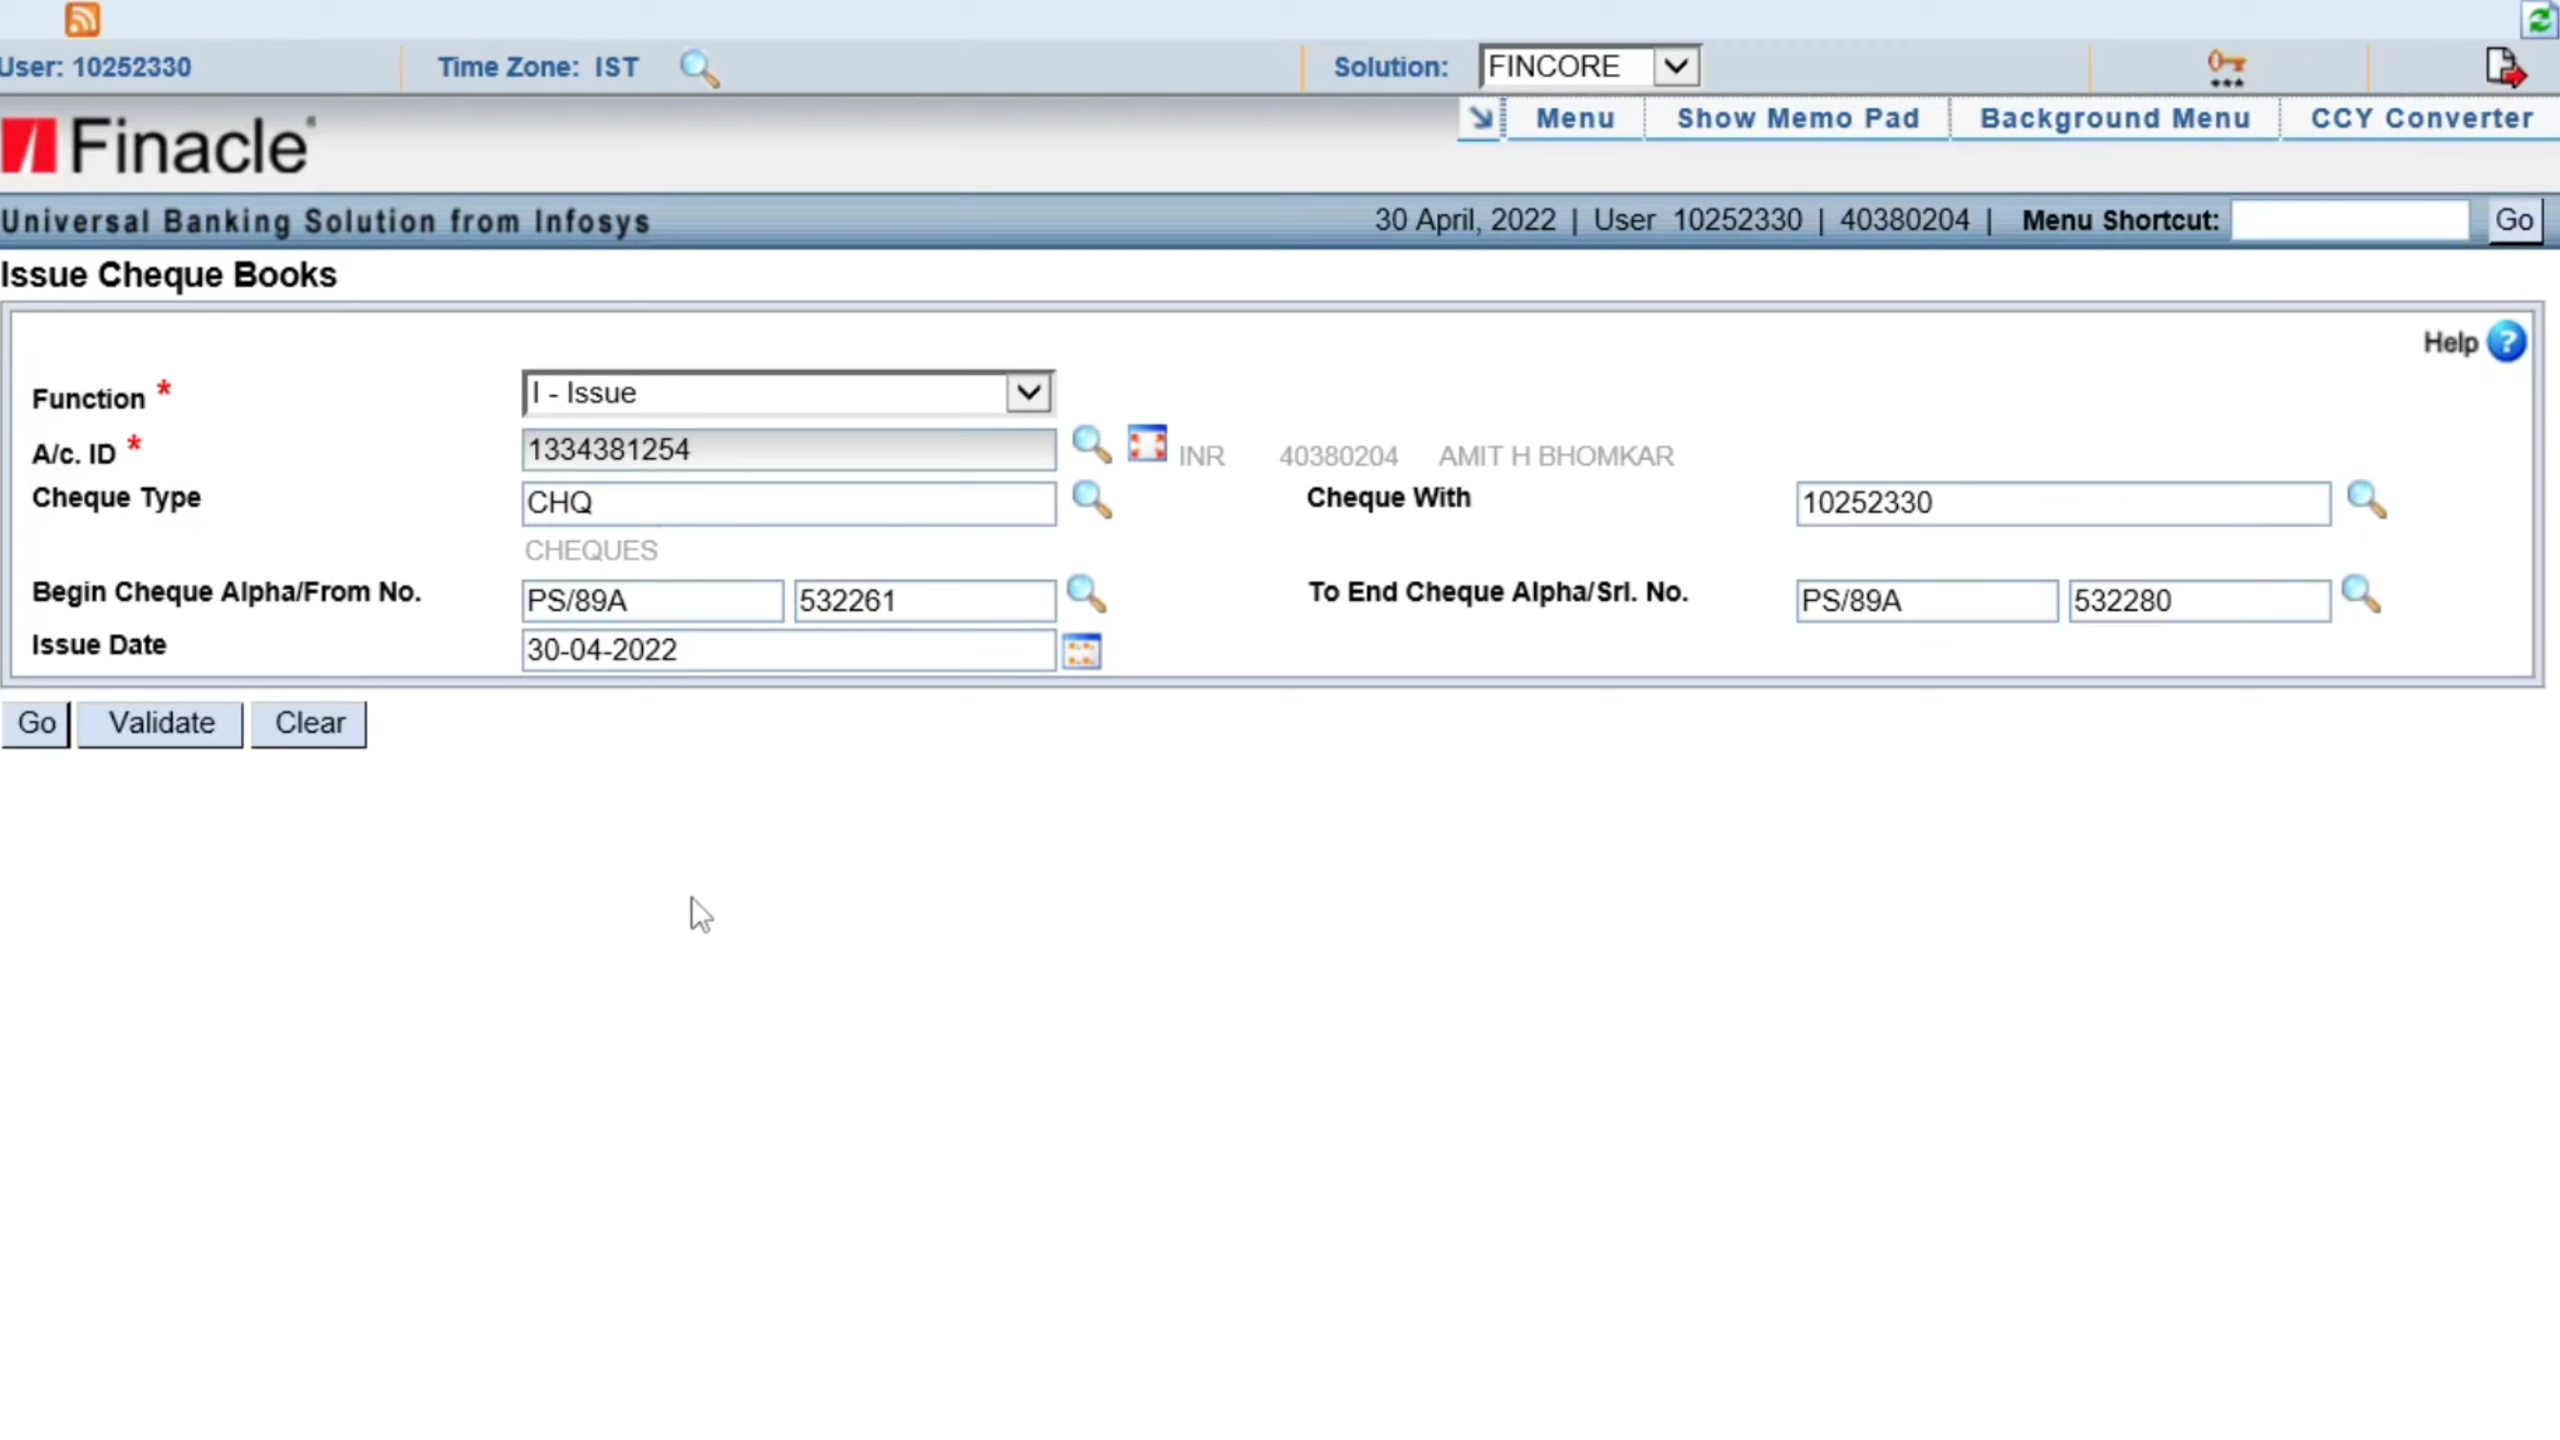 User: 10252330 Time Zone: IST Solution: FINCORE
Menu Show Memo Pad Background Menu CCY Converter
Finacle
Universal Banking Solution from Infosys 30 April, 2022 | User 10252330 | 40380204 | Menu Shortcut: Go
Issue Cheque Books
Help ?
Function * I - Issue
A/c. ID * 1334381254 INR 40380204 AMIT H BHOMKAR
Cheque Type CHQ Cheque With 10252330
CHEQUES
Begin Cheque Alpha/From No. PS/89A 532261 To End Cheque Alpha/Srl. No. PS/89A 532280
Issue Date 30-04-2022
Go Validate Clear